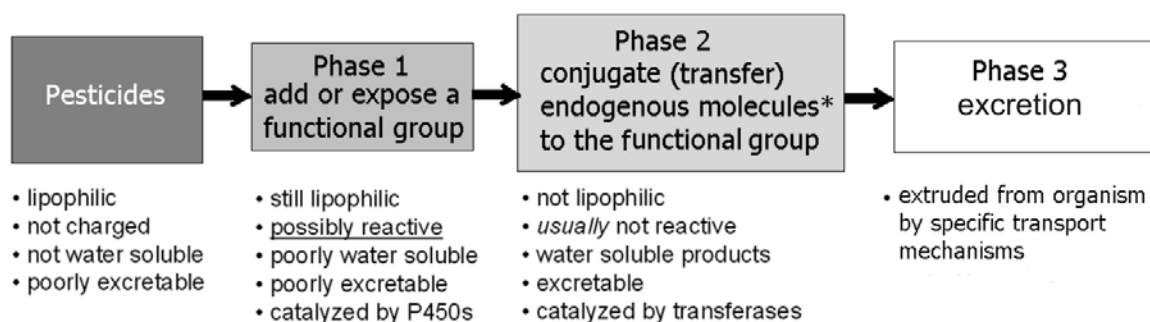 Pesticides
Phase 1
add or expose a
functional group
Phase 2
conjugate (transfer)
endogenous molecules*
to the functional group
Phase 3
excretion
• lipophilic
• not charged
• not water soluble
• poorly excretable
• still lipophilic
• possibly reactive
• poorly water soluble
• poorly excretable
• catalyzed by P450s
• not lipophilic
• usually not reactive
• water soluble products
• excretable
• catalyzed by transferases
• extruded from organism
by specific transport
mechanisms